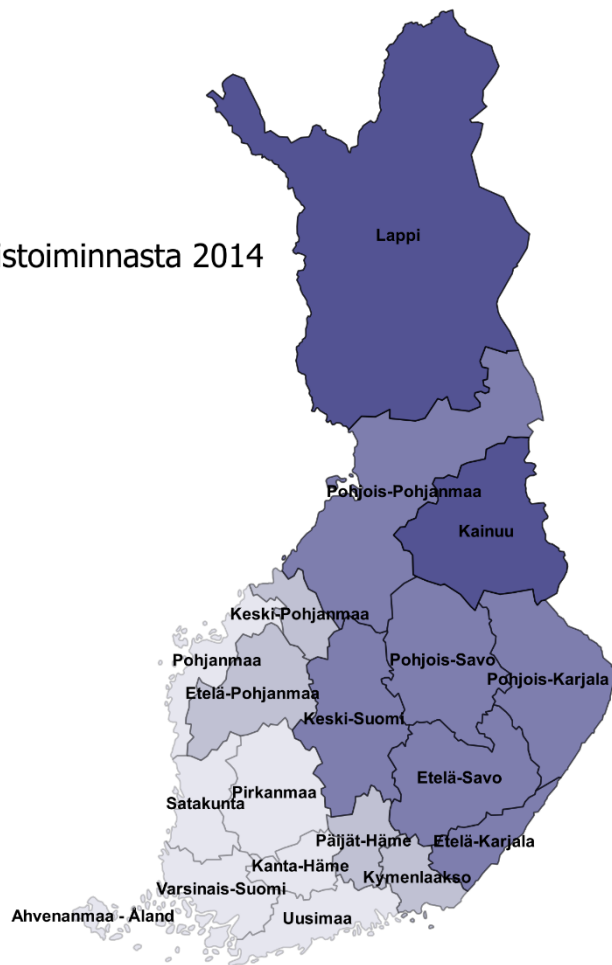 Lappi
istoiminnasta 2014
Pohjois-Pohjanmaa
Kainuu
Keski-Pohjanmaa
Pohjanmaa
Pohjois-Savo
Pohjois-Karjala
Etelä-Pohjanmaa
Keski-Suomi
Etelä-Savo
Pirkanmaa
Satakunta
Päijät-Häme
Etelä-Karjala
Kanta-Häme
Kymenlaakso
Varsinais-Suomi
Ahvenanmaa - Åland
Uusimaa